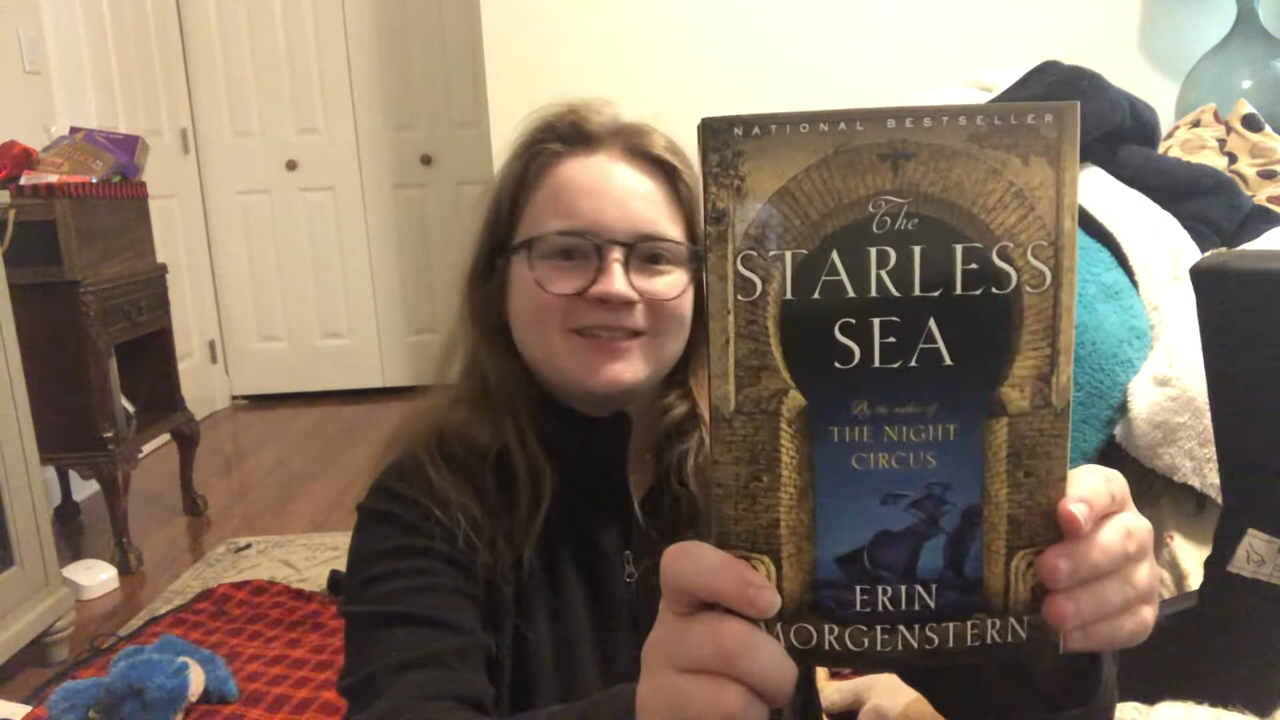 NATIONAL BESTSELLER
The
STARLESS
SEA
By the author of
THE NIGHT
CIRCUS
ERIN
MORGENSTERN